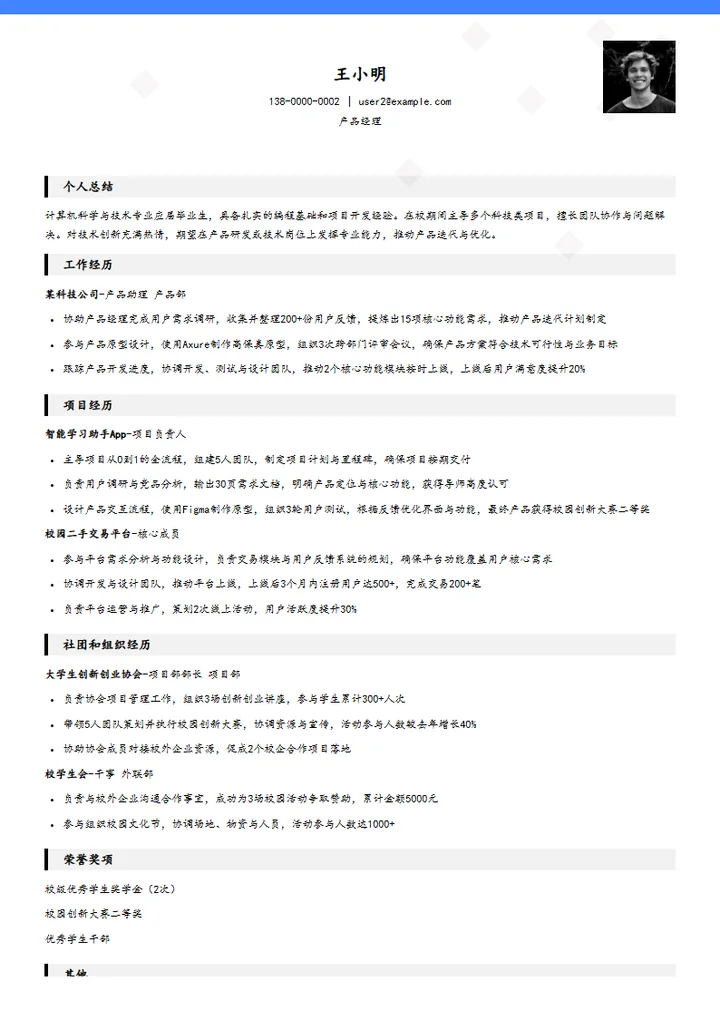 王小明
138-0000-0002 | user2@example.com
产品经理
个人总结
计算机科学与技术专业应届毕业生，具备扎实的编程基础和项目开发经验。在校期间主导多个科技类项目，擅长团队协作与问题解
决。对技术创新充满热情，期望在产品研发或技术岗位上发挥专业能力，推动产品迭代与优化。
工作经历
某科技公司-产品助理 产品部
• 协助产品经理完成用户需求调研，收集并整理200+份用户反馈，提炼出15项核心功能需求，推动产品迭代计划制定
• 参与产品原型设计，使用Axure制作高保真原型，组织3次跨部门评审会议，确保产品方案符合技术可行性与业务目标
• 跟踪产品开发进度，协调开发、测试与设计团队，推动2个核心功能模块按时上线，上线后用户满意度提升20%
项目经历
智能学习助手App-项目负责人
• 主导项目从0到1的全流程，组建5人团队，制定项目计划与里程碑，确保项目按期交付
• 负责用户调研与竞品分析，输出30页需求文档，明确产品定位与核心功能，获得导师高度认可
• 设计产品交互流程，使用Figma制作原型，组织3轮用户测试，根据反馈优化界面与功能，最终产品获得校园创新大赛二等奖
校园二手交易平台-核心成员
• 参与平台需求分析与功能设计，负责交易模块与用户反馈系统的规划，确保平台功能覆盖用户核心需求
• 协调开发与设计团队，推动平台上线，上线后3个月内注册用户达500+，完成交易200+笔
• 负责平台运营与推广，策划2次线上活动，用户活跃度提升30%
社团和组织经历
大学生创新创业协会-项目部部长 项目部
• 负责协会项目管理工作，组织3场创新创业讲座，参与学生累计300+人次
• 带领5人团队策划并执行校园创新大赛，协调资源与宣传，活动参与人数较去年增长40%
• 协助协会成员对接校外企业资源，促成2个校企合作项目落地
校学生会-干事 外联部
• 负责与校外企业沟通合作事宜，成功为3场校园活动争取赞助，累计金额5000元
• 参与组织校园文化节，协调场地、物资与人员，活动参与人数达1000+
荣誉奖项
校级优秀学生奖学金（2次）
校园创新大赛二等奖
优秀学生干部
其他